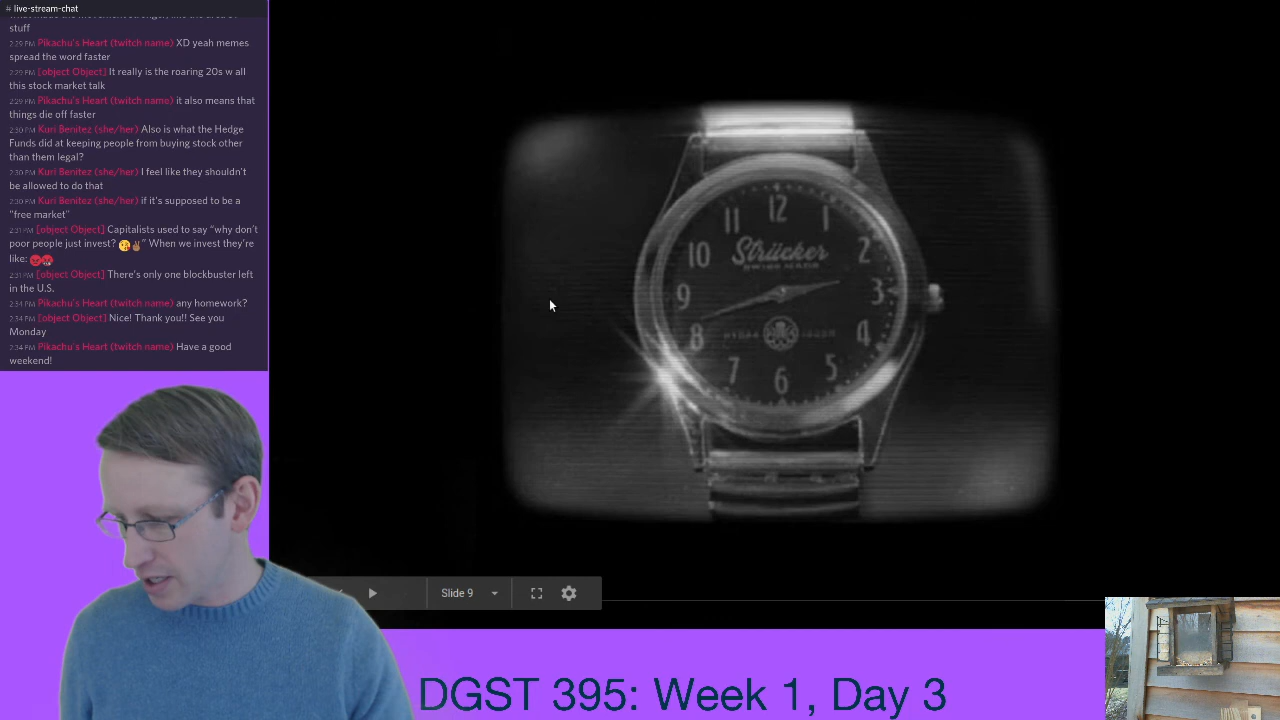 # live-stream-chat
stuff
2:29 PM Pikachu's Heart (twitch name) XD yeah memes
spread the word faster
2:29 PM [object Object] It really is the roaring 20s w all
this stock market talk
2:29 PM Pikachu's Heart (twitch name) it also means that
things die off faster
2:30 PM Kuri Benitez (she/her) Also is what the Hedge
Funds did at keeping people from buying stock other
than them legal?
2:30 PM Kuri Benitez (she/her) I feel like they shouldn't
be allowed to do that
2:30 PM Kuri Benitez (she/her) if it's supposed to be a
"free market"
2:31 PM [object Object] Capitalists used to say "why don't
poor people just invest? 😘✌🏾" When we invest they're
like: 😡🤬
2:31 PM [object Object] There's only one blockbuster left
in the U.S.
2:34 PM Pikachu's Heart (twitch name) any homework?
2:34 PM [object Object] Nice! Thank you!! See you
Monday
2:34 PM Pikachu's Heart (twitch name) Have a good
weekend!
12
1
2
3
4
5
6
7
8
9
10
11
Strücker
SWISS MADE
Slide 9
DGST 395: Week 1, Day 3